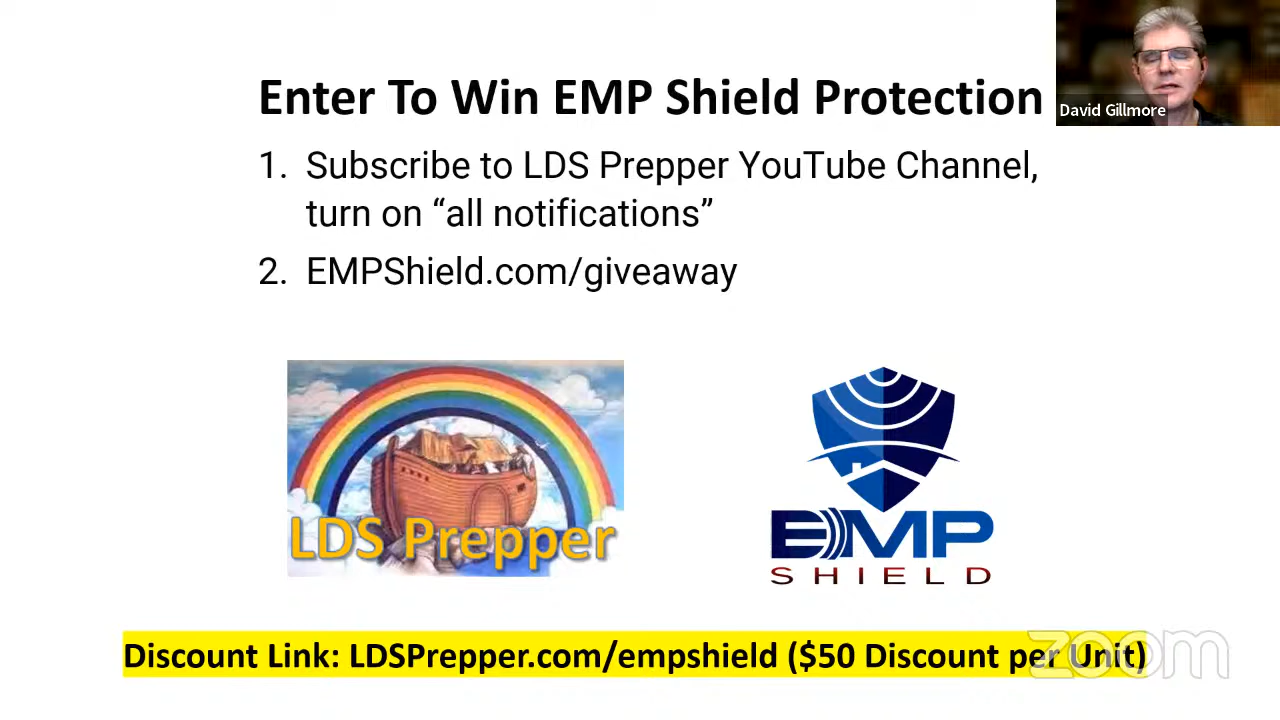 Enter To Win EMP Shield Protection
David Gillmore
1. Subscribe to LDS Prepper YouTube Channel,
turn on “all notifications”
2. EMPShield.com/giveaway
LDS Prepper
EMP
SHIELD
Discount Link: LDSPrepper.com/empshield ($50 Discount per Unit)
zoom